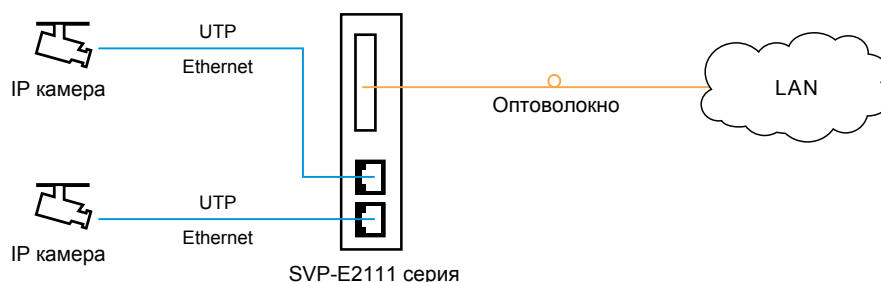 UTP
Ethernet
IP камера
Оптоволокно
LAN
UTP
Ethernet
IP камера
SVP-E2111 серия